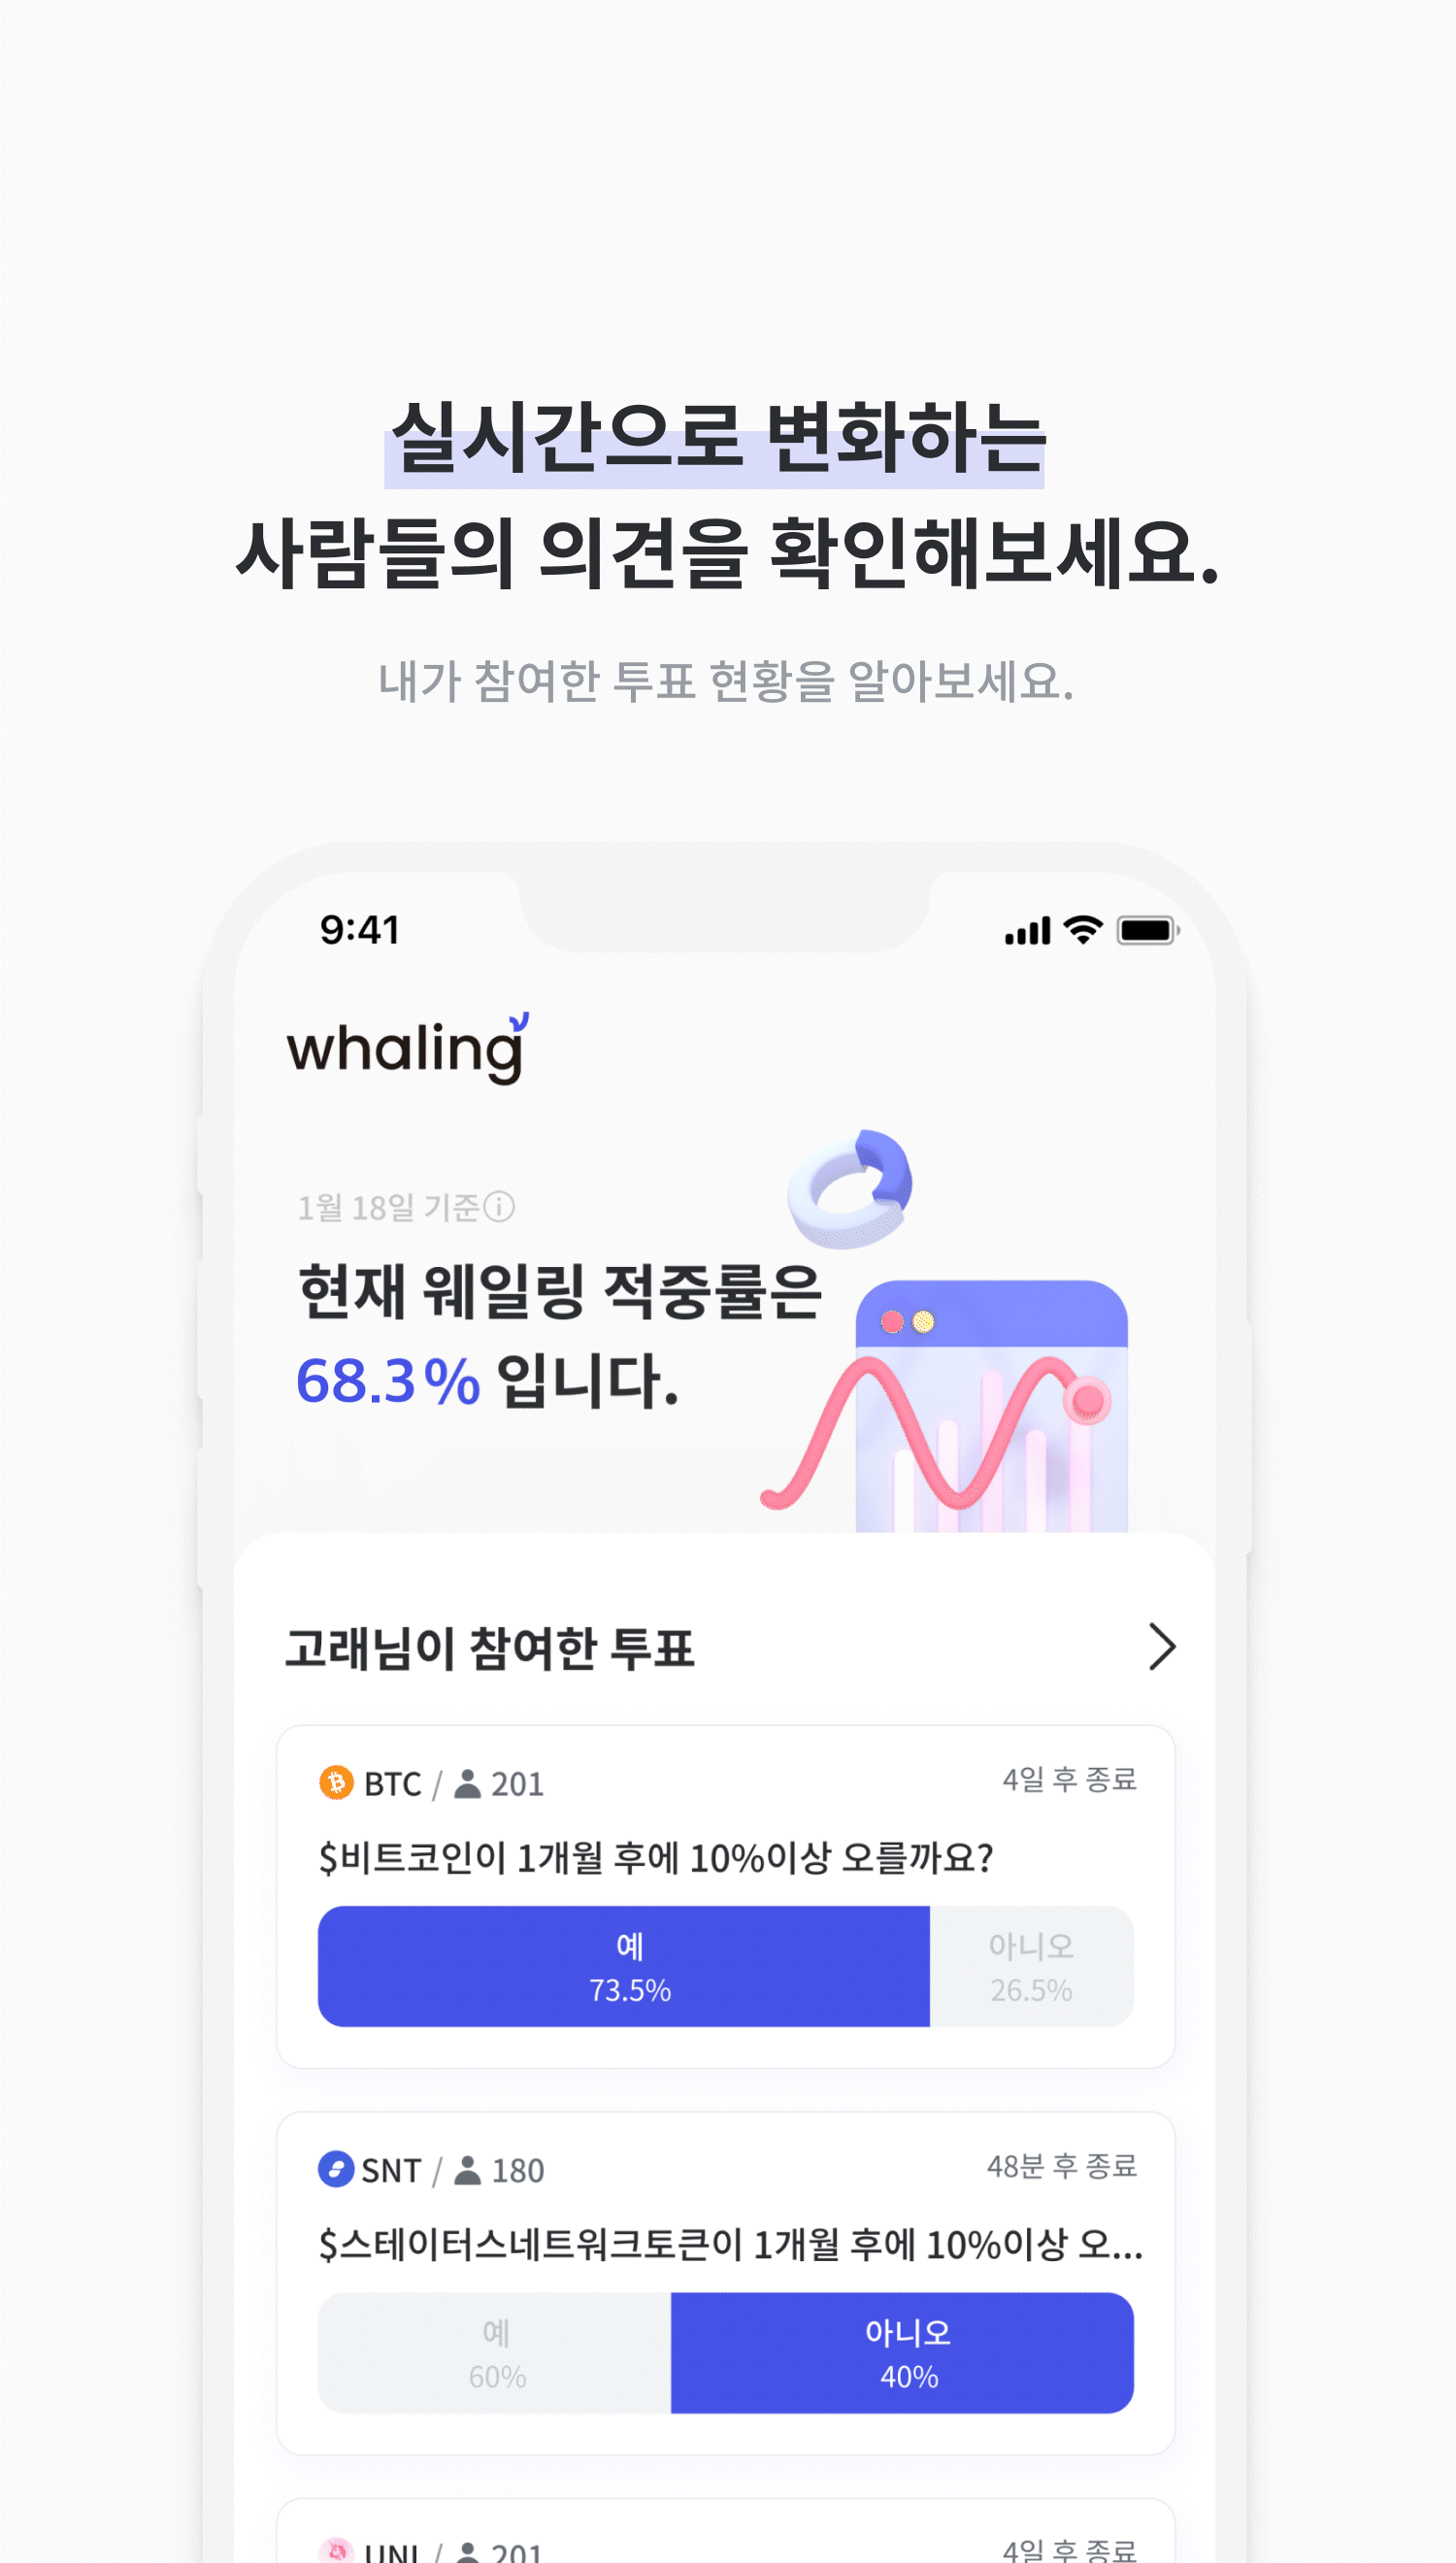 실시간으로 변화하는
사람들의 의견을 확인해보세요.
내가 참여한 투표 현황을 알아보세요.
9:41
whaling
1월 18일 기준
현재 웨일링 적중률은
68.3% 입니다.
고래님이 참여한 투표
BTC / 201
4일 후 종료
$비트코인이 1개월 후에 10%이상 오를까요?
예
73.5%
아니오
26.5%
SNT / 180
48분 후 종료
$스테이터스네트워크토큰이 1개월 후에 10%이상 오...
예
60%
아니오
40%
UNI / 201
4일 후 종료